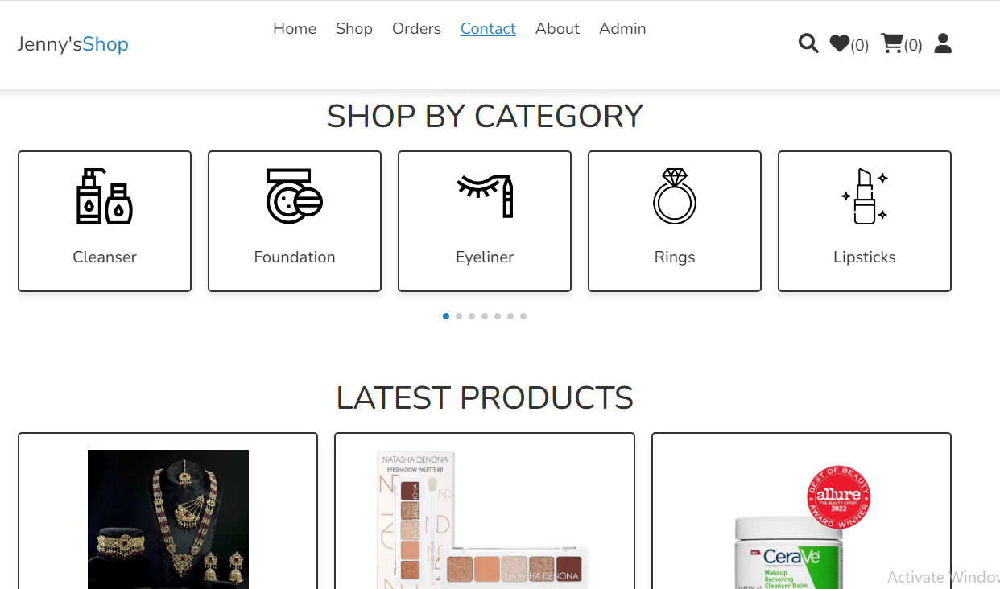 Jenny'sShop
Home Shop Orders Contact About Admin
(0) (0)
SHOP BY CATEGORY
Cleanser Foundation Eyeliner Rings Lipsticks
LATEST PRODUCTS
NATASHA DENONA
EYESHADOW PALETTE KIT
ND
NATASHA DENONA
BEST OF BEAUTY
allure
THE BEAUTY EXPERT
2022
AWARD WINNER
CeraVe
Makeup
Removing
Cleanser Balm
Activate Window